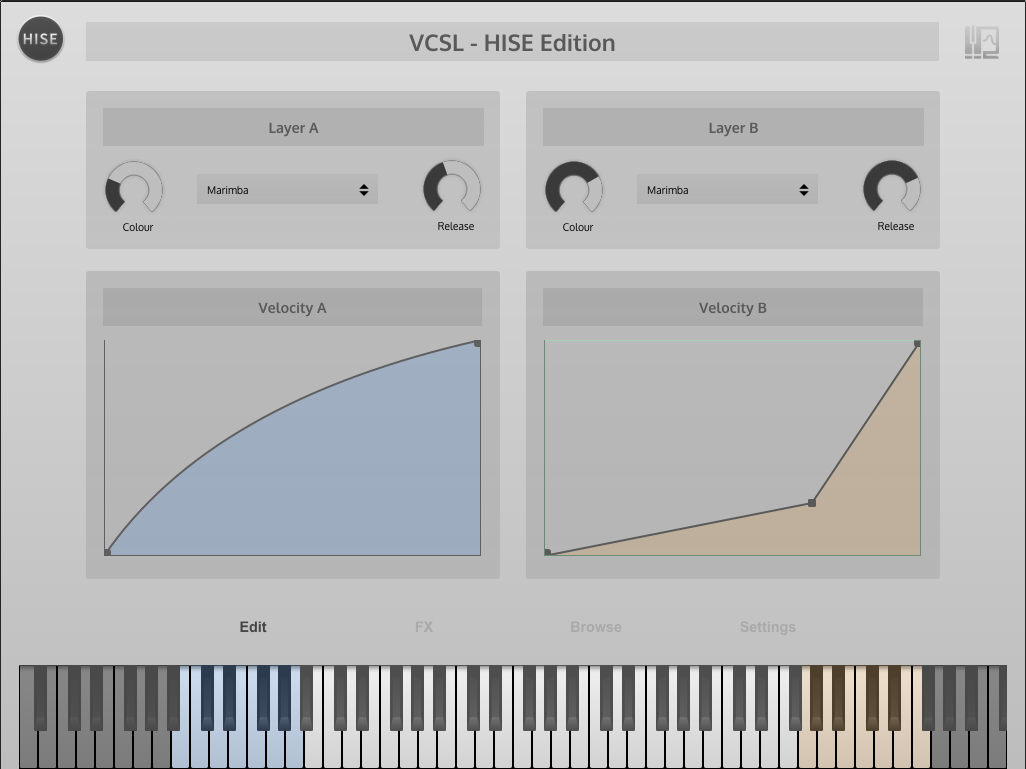 HISE
VCSL - HISE Edition
Layer A
Layer B
Marimba
Marimba
Colour
Release
Colour
Release
Velocity A
Velocity B
Edit
FX
Browse
Settings